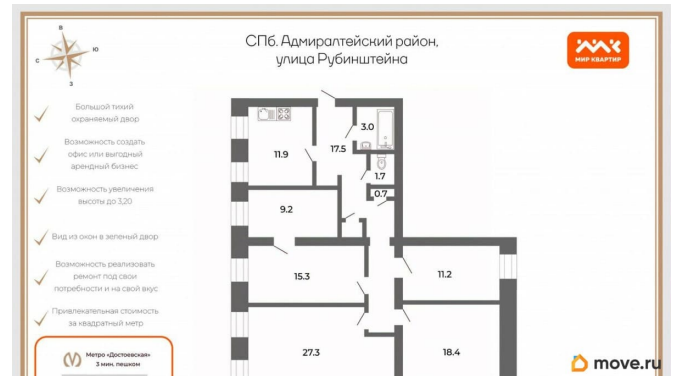 СПб. Адмиралтейский район,
улица Рубинштейна
МИР КВАРТИР
В
Ю
С
З
Большой тихий
охраняемый двор
Возможность создать
офис или выгодный
арендный бизнес
Возможность увеличения
высоты до 3,20
Вид из окон в зеленый двор
Возможность реализовать
ремонт под свои
потребности и на свой вкус
Привлекательная стоимость
за квадратный метр
Метро «Достоевская»
3 мин. пешком
11.9
17.5
3.0
1.7
0.7
9.2
15.3
11.2
27.3
18.4
move.ru